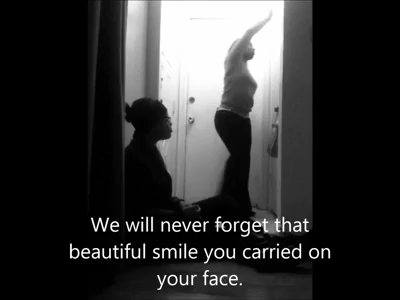 We will never forget that
beautiful smile you carried on
your face.